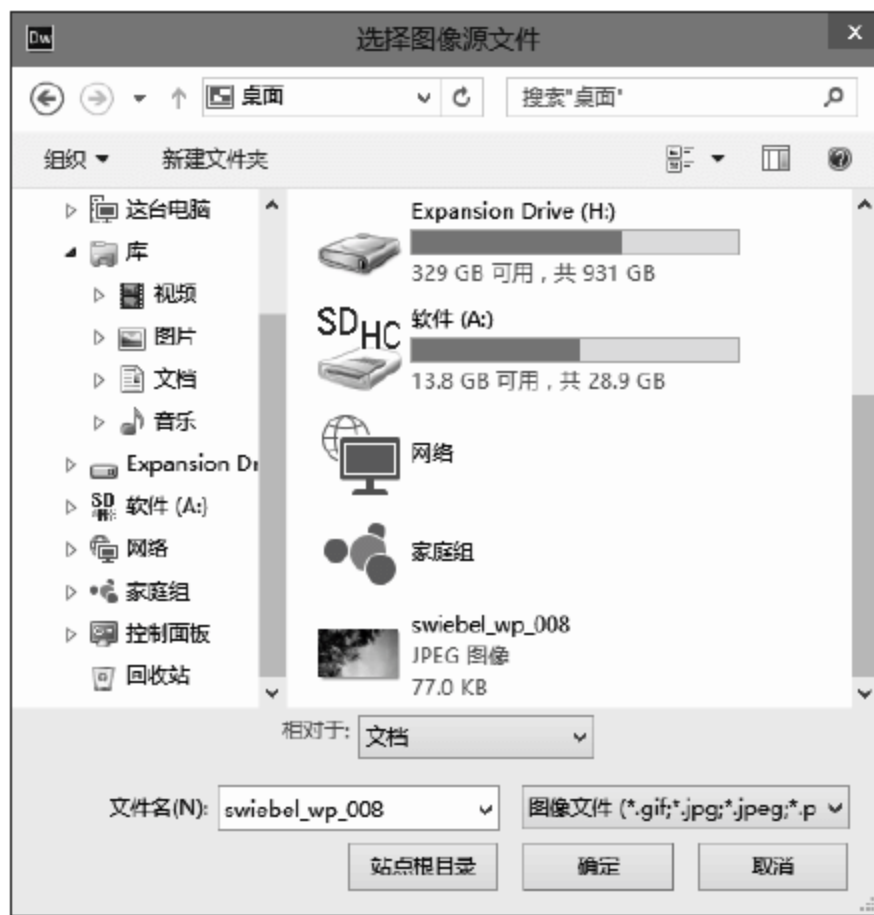 Dw 选择图像源文件 x
桌面 搜索"桌面"
组织 新建文件夹
这台电脑
库
视频
图片
文档
音乐
Expansion Dr
SD HC 软件 (A:)
网络
家庭组
控制面板
回收站
Expansion Drive (H:)
329 GB 可用，共 931 GB
SDHC 软件 (A:)
13.8 GB 可用，共 28.9 GB
网络
家庭组
swiebel_wp_008
JPEG 图像
77.0 KB
相对于: 文档
文件名(N): swiebel_wp_008 图像文件 (*.gif;*.jpg;*.jpeg;*.p
站点根目录 确定 取消